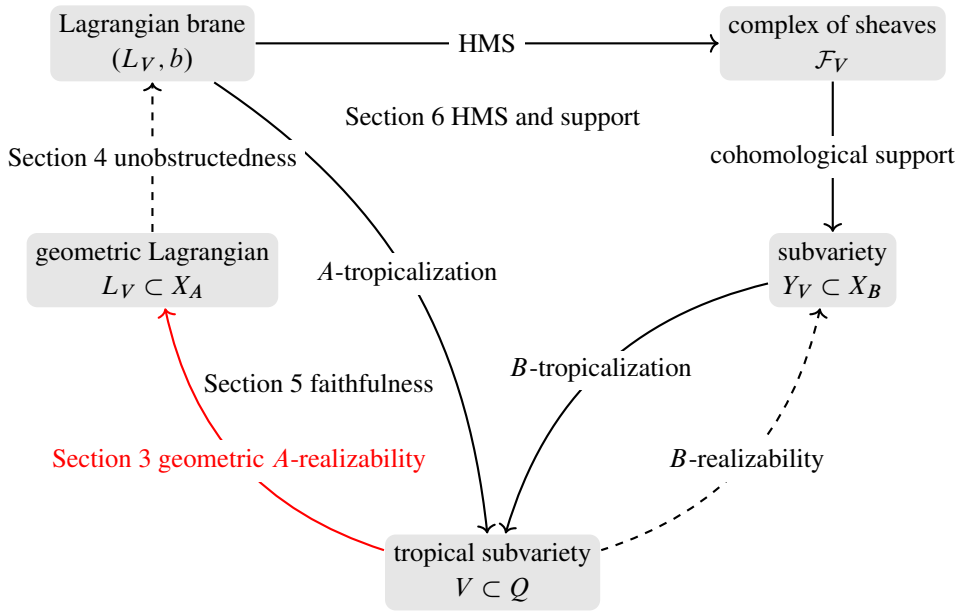 Lagrangian brane
(L_V, b)
HMS
complex of sheaves
ℱ_V
Section 6 HMS and support
Section 4 unobstructedness
cohomological support
geometric Lagrangian
L_V ⊂ X_A
A-tropicalization
subvariety
Y_V ⊂ X_B
B-tropicalization
Section 5 faithfulness
Section 3 geometric A-realizability
B-realizability
tropical subvariety
V ⊂ Q